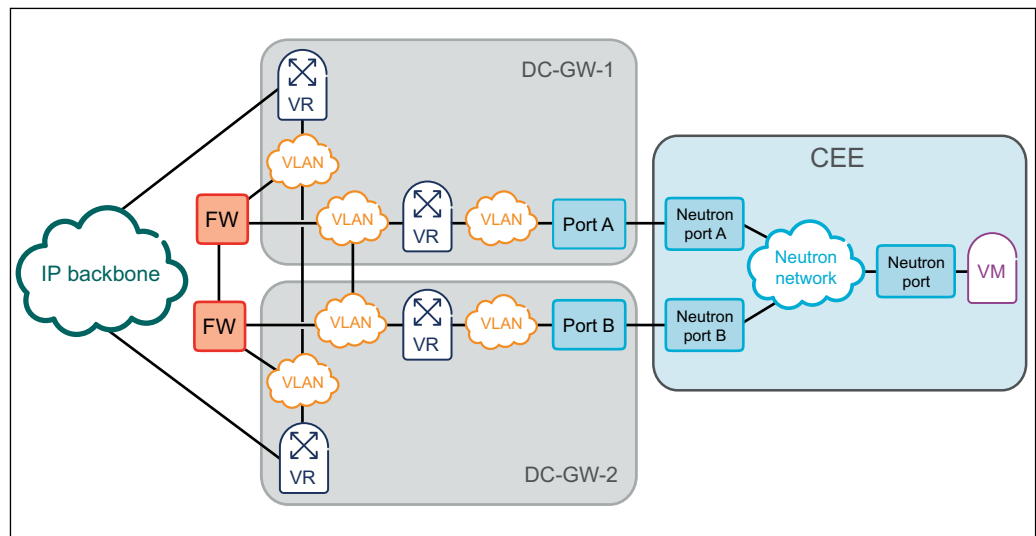 DC-GW-1
VR
VLAN
FW
VLAN
VR
VLAN
Port A
IP backbone
FW
VLAN
VR
VLAN
Port B
VLAN
VR
DC-GW-2
CEE
Neutron
port A
Neutron
network
Neutron
port
VM
Neutron
port B